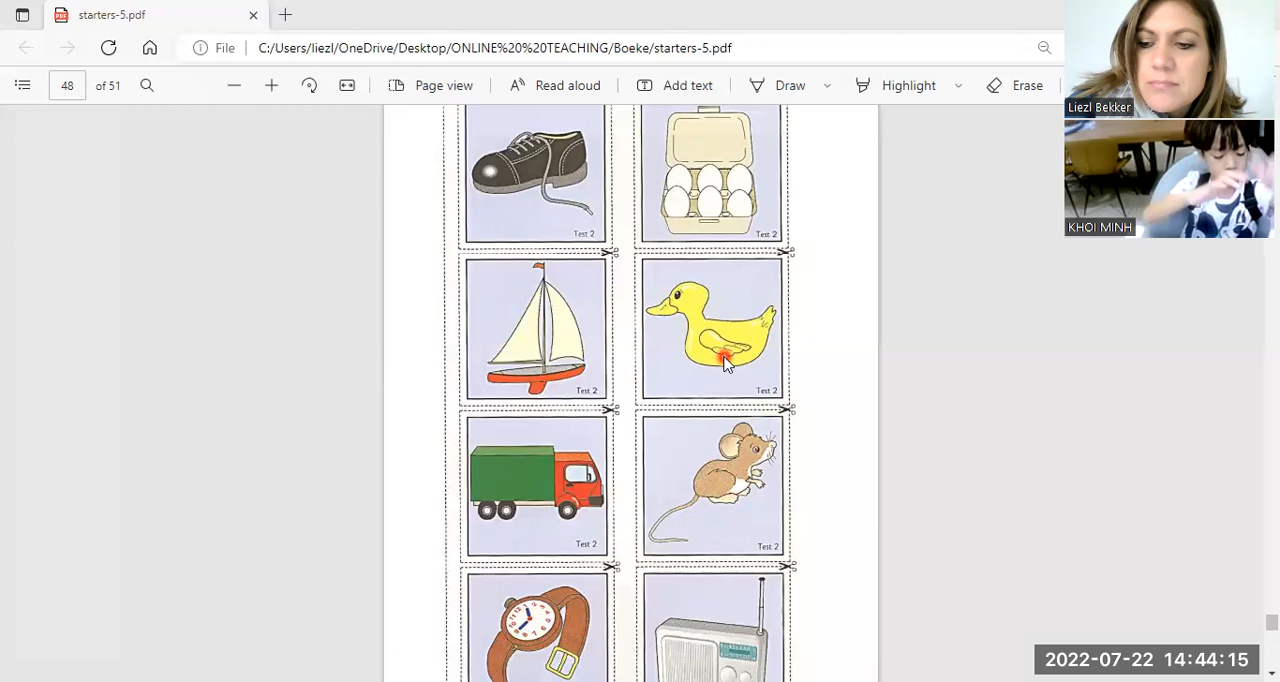 starters-5.pdf
File C:/Users/liezl/OneDrive/Desktop/ONLINE%20%20TEACHING/Boeke/starters-5.pdf
48 of 51 Page view Read aloud Add text Draw Highlight Erase
Liezl Bekker
KHOI MINH
Test 2 Test 2
Test 2 Test 2
Test 2 Test 2
2022-07-22 14:44:15